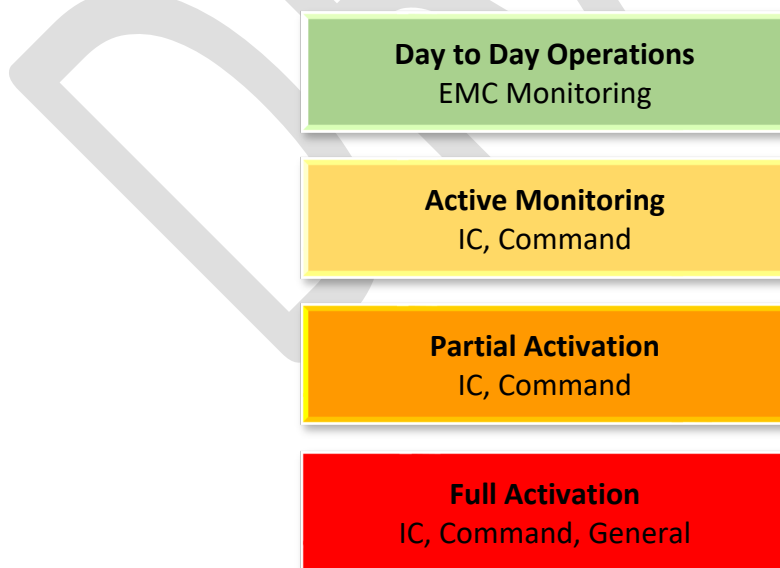 Day to Day Operations
EMC Monitoring
Active Monitoring
IC, Command
Partial Activation
IC, Command
Full Activation
IC, Command, General